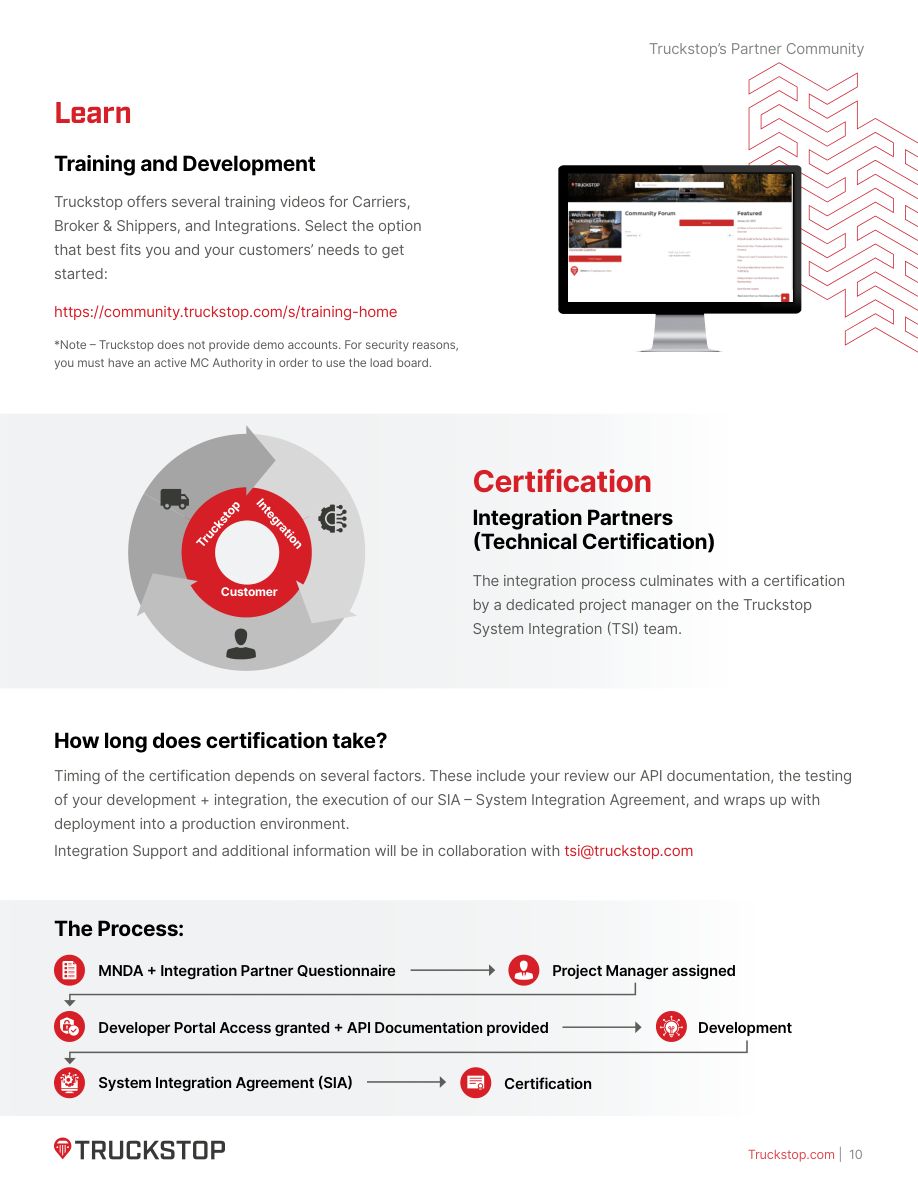 Truckstop’s Partner Community
Learn
Training and Development
Truckstop offers several training videos for Carriers,
Broker & Shippers, and Integrations. Select the option
that best fits you and your customers’ needs to get
started:
https://community.truckstop.com/s/training-home
*Note – Truckstop does not provide demo accounts. For security reasons,
you must have an active MC Authority in order to use the load board.
TRUCKSTOP
Welcome to the
Truckstop Community
Community Forum
Featured
Truckstop
Integration
Customer
Certification
Integration Partners
(Technical Certification)
The integration process culminates with a certification
by a dedicated project manager on the Truckstop
System Integration (TSI) team.
How long does certification take?
Timing of the certification depends on several factors. These include your review our API documentation, the testing
of your development + integration, the execution of our SIA – System Integration Agreement, and wraps up with
deployment into a production environment.
Integration Support and additional information will be in collaboration with tsi@truckstop.com
The Process:
MNDA + Integration Partner Questionnaire
Project Manager assigned
Developer Portal Access granted + API Documentation provided
Development
System Integration Agreement (SIA)
Certification
TRUCKSTOP
Truckstop.com | 10